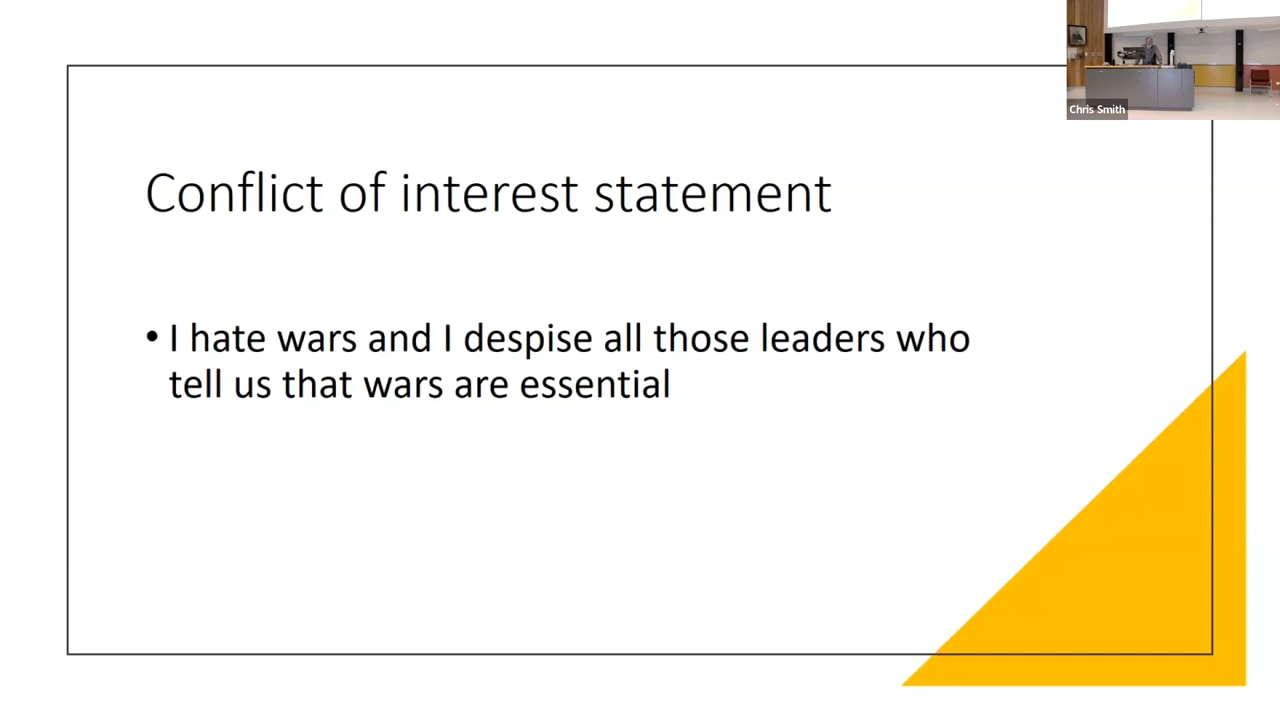 Chris Smith
Conflict of interest statement
• I hate wars and I despise all those leaders who
tell us that wars are essential